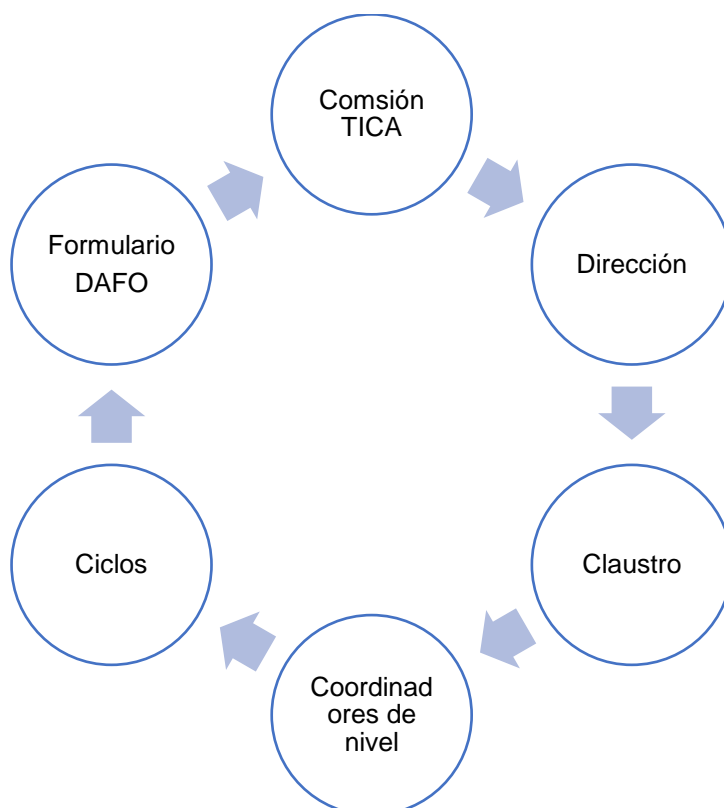 Comsión
TICA
Dirección
Claustro
Coordinad
ores de
nivel
Ciclos
Formulario
DAFO